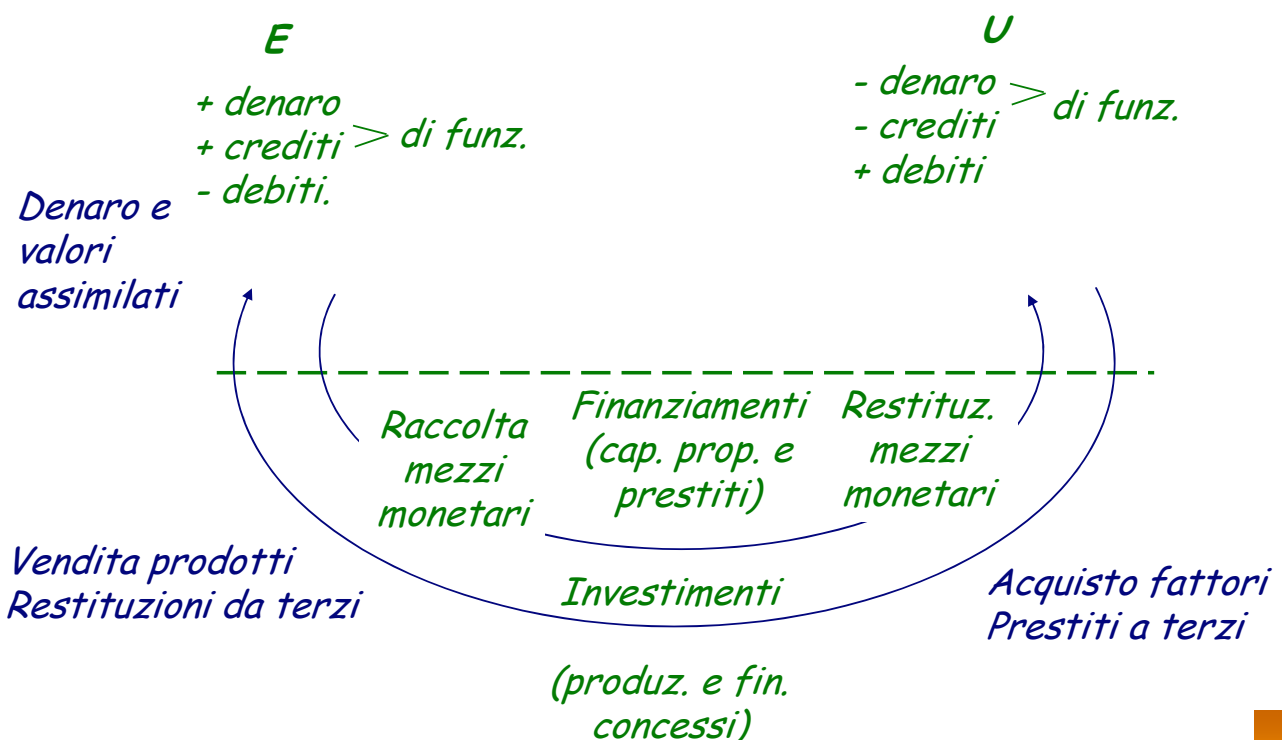 E
+ denaro
+ crediti
- debiti.
di funz.
U
- denaro
- crediti
+ debiti
di funz.
Denaro e
valori
assimilati
Raccolta
mezzi
monetari
Finanziamenti
(cap. prop. e
prestiti)
Restituz.
mezzi
monetari
Vendita prodotti
Restituzioni da terzi
Investimenti
(produz. e fin.
concessi)
Acquisto fattori
Prestiti a terzi